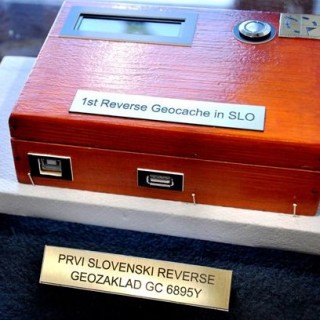 1st Reverse Geocache in SLO
PRVI SLOVENSKI REVERSE
GEOZAKLAD GC 6895Y